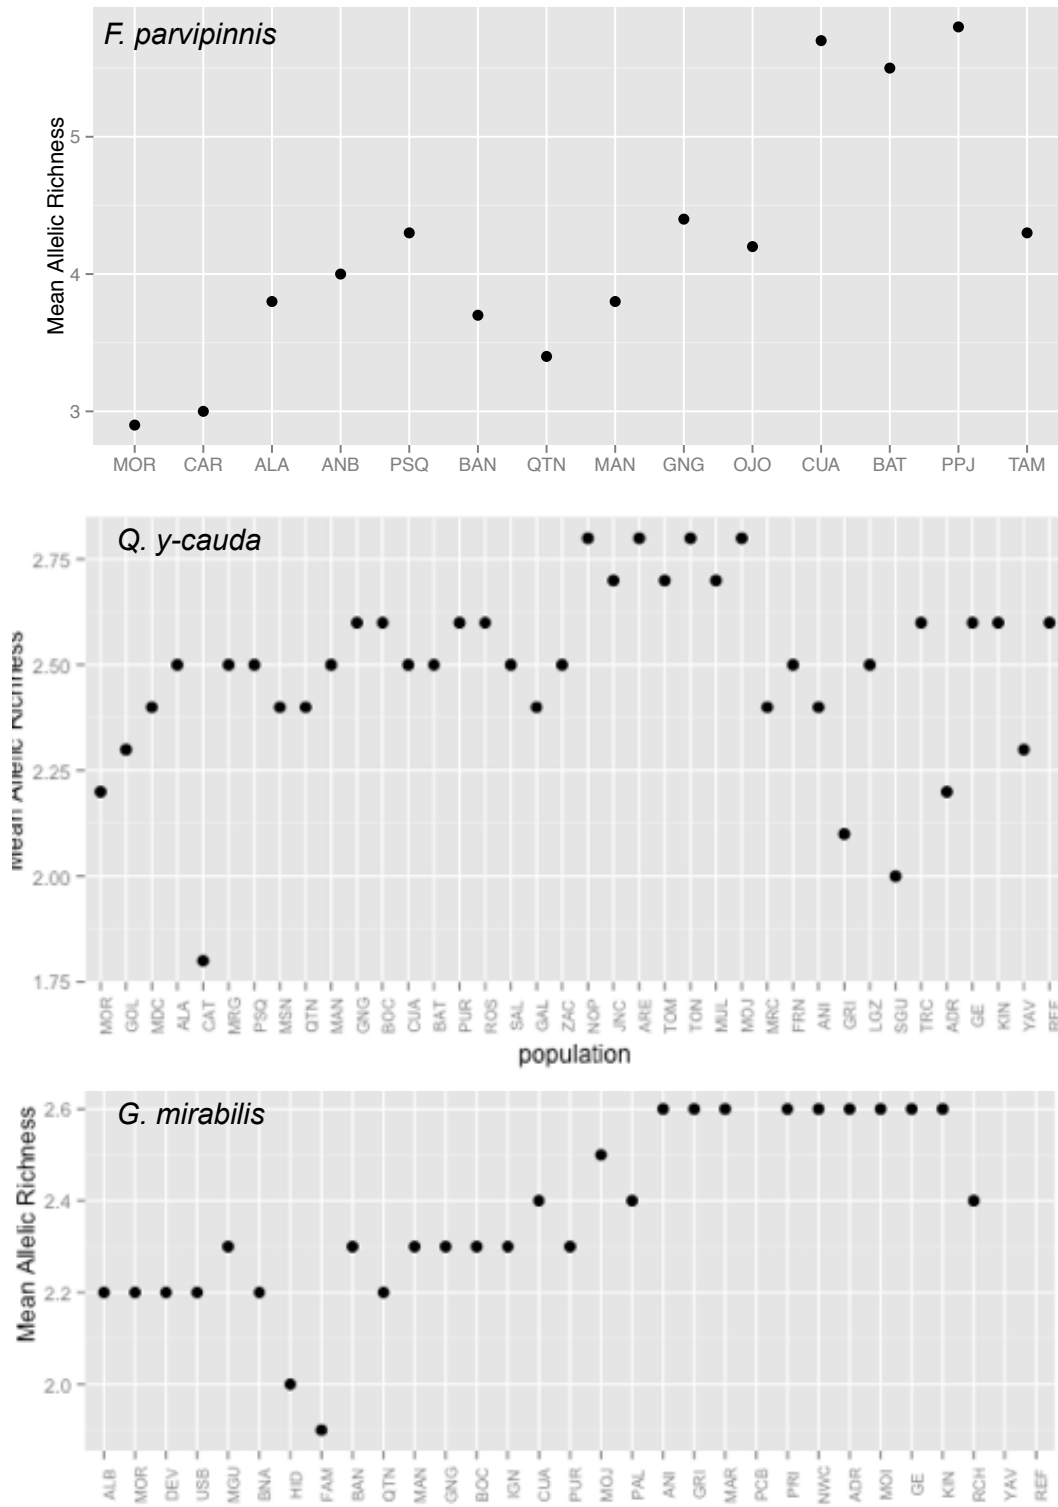 F. parvipinnis
Mean Allelic Richness
5
4
3
MOR CAR ALA ANB PSQ BAN QTN MAN GNG OJO CUA BAT PPJ TAM
Q. y-cauda
Mean Allelic Richness
2.75
2.50
2.25
2.00
1.75
MOR GOL MDC ALA CAT MRG PSQ MSN QTN MAN GNG BOC CUA BAT PUR ROS SAL GAL ZAC NOP JNC ARE TOM TON MUL MOJ MRC FRN ANI GRI LGZ SGU TRC ADR GE KIN YAV REF
population
G. mirabilis
Mean Allelic Richness
2.6
2.4
2.2
2.0
ALB MOR DEV USB MGU BNA HID FAM BAN QTN MAN GNG BOC IGN CUA PUR MOJ PAL ANI GRI MAR PCB PRI NWC ADR MOI GE KIN RCH YAV REF